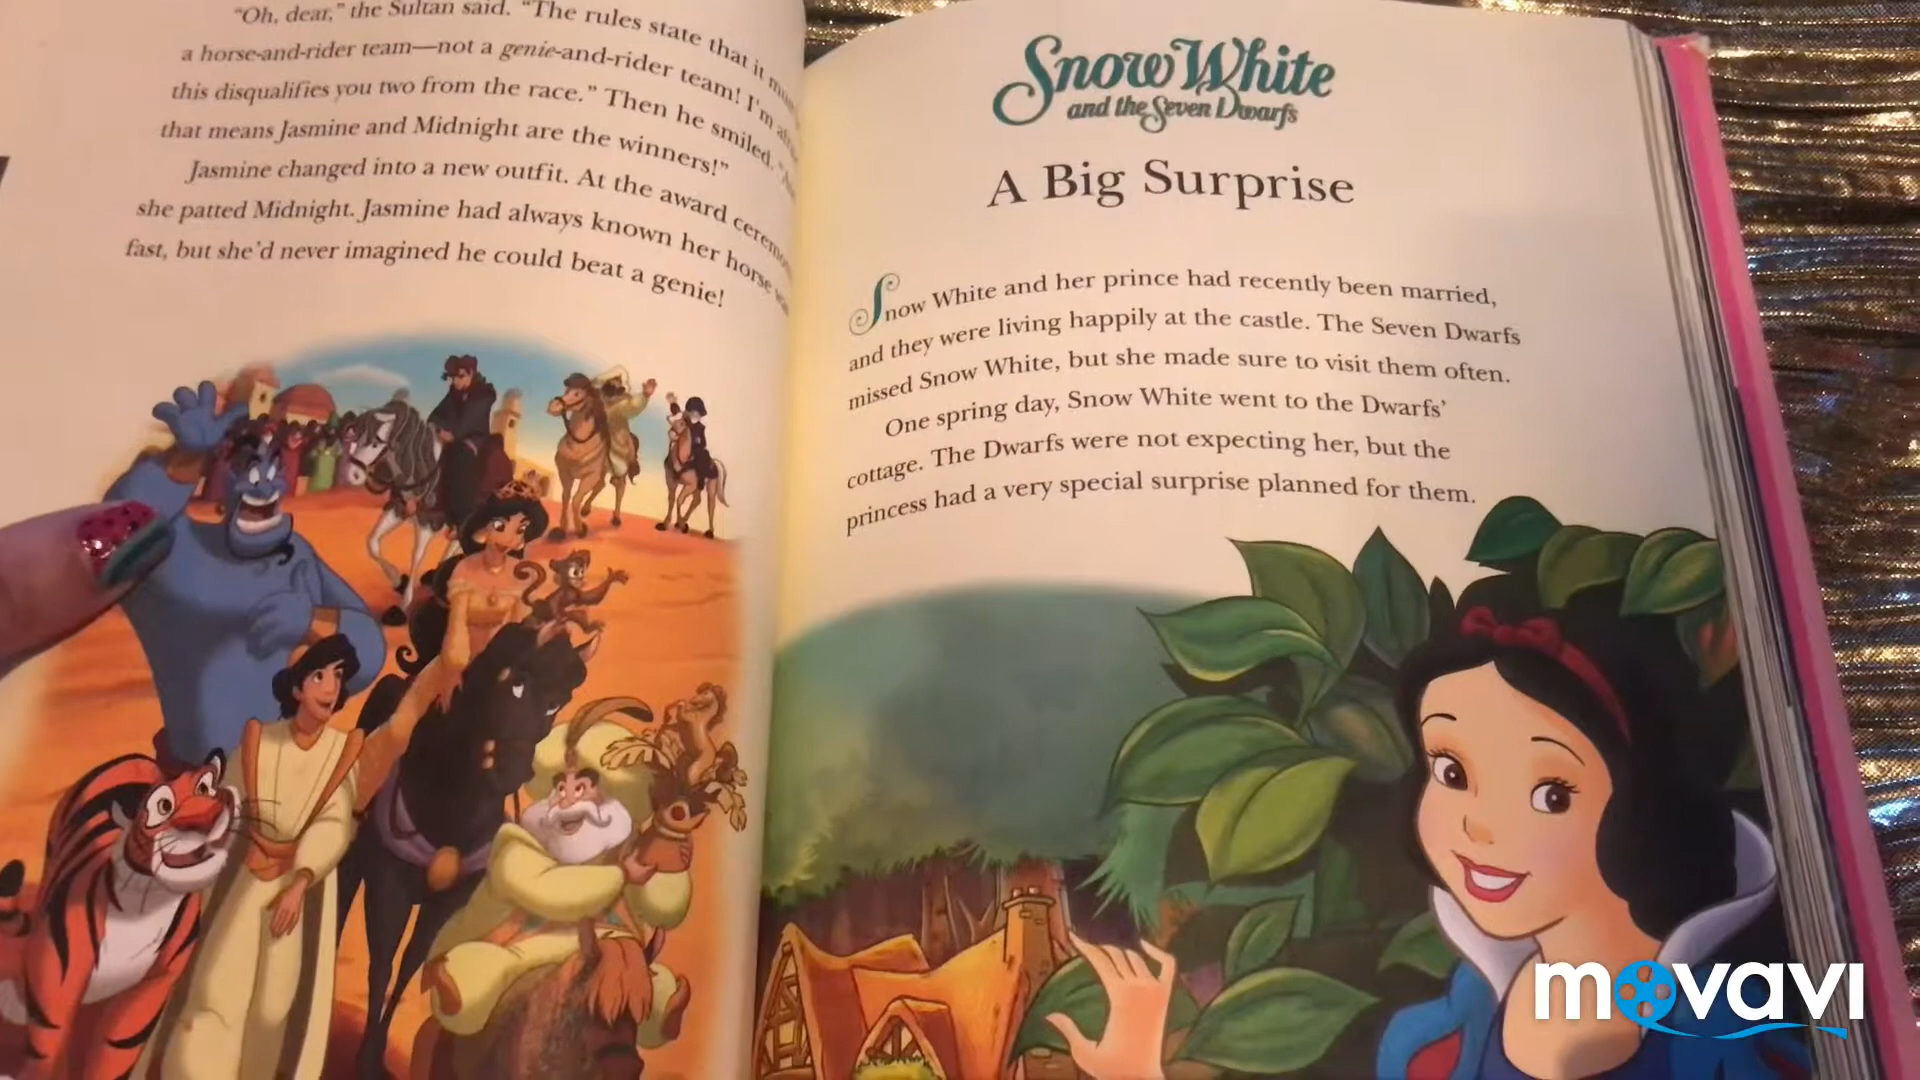 "Oh, dear," the Sultan said. "The rules state that it must
a horse-and-rider team—not a genie-and-rider team! I'm
this disqualifies you two from the race." Then he smiled.
that means Jasmine and Midnight are the winners!"
Jasmine changed into a new outfit. At the award
she patted Midnight. Jasmine had always known her horse
fast, but she'd never imagined he could beat a genie!
Snow White
and the Seven Dwarfs
A Big Surprise
Snow White and her prince had recently been married,
and they were living happily at the castle. The Seven Dwarfs
missed Snow White, but she made sure to visit them often.
One spring day, Snow White went to the Dwarfs'
cottage. The Dwarfs were not expecting her, but the
princess had a very special surprise planned for them.
movavi